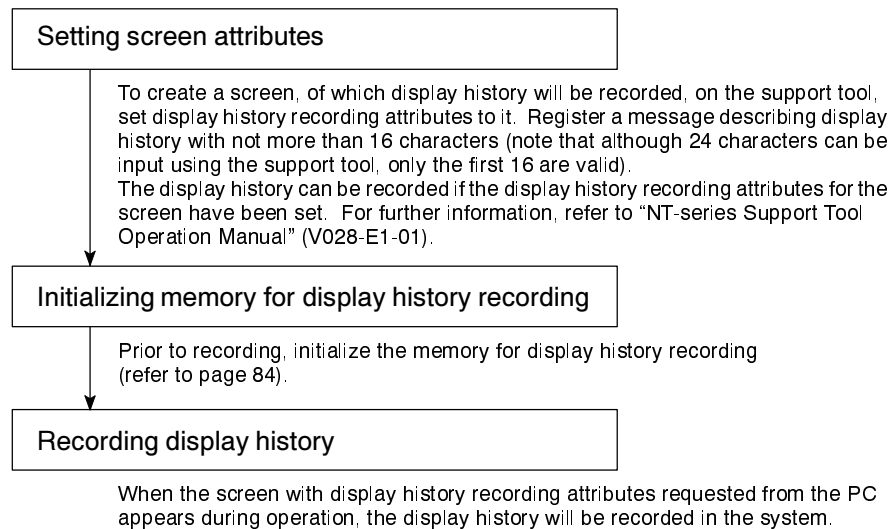 Setting screen attributes
To create a screen, of which display history will be recorded, on the support tool,
set display history recording attributes to it. Register a message describing display
history with not more than 16 characters (note that although 24 characters can be
input using the support tool, only the first 16 are valid).
The display history can be recorded if the display history recording attributes for the
screen have been set. For further information, refer to “NT-series Support Tool
Operation Manual” (V028-E1-01).
Initializing memory for display history recording
Prior to recording, initialize the memory for display history recording
(refer to page 84).
Recording display history
When the screen with display history recording attributes requested from the PC
appears during operation, the display history will be recorded in the system.